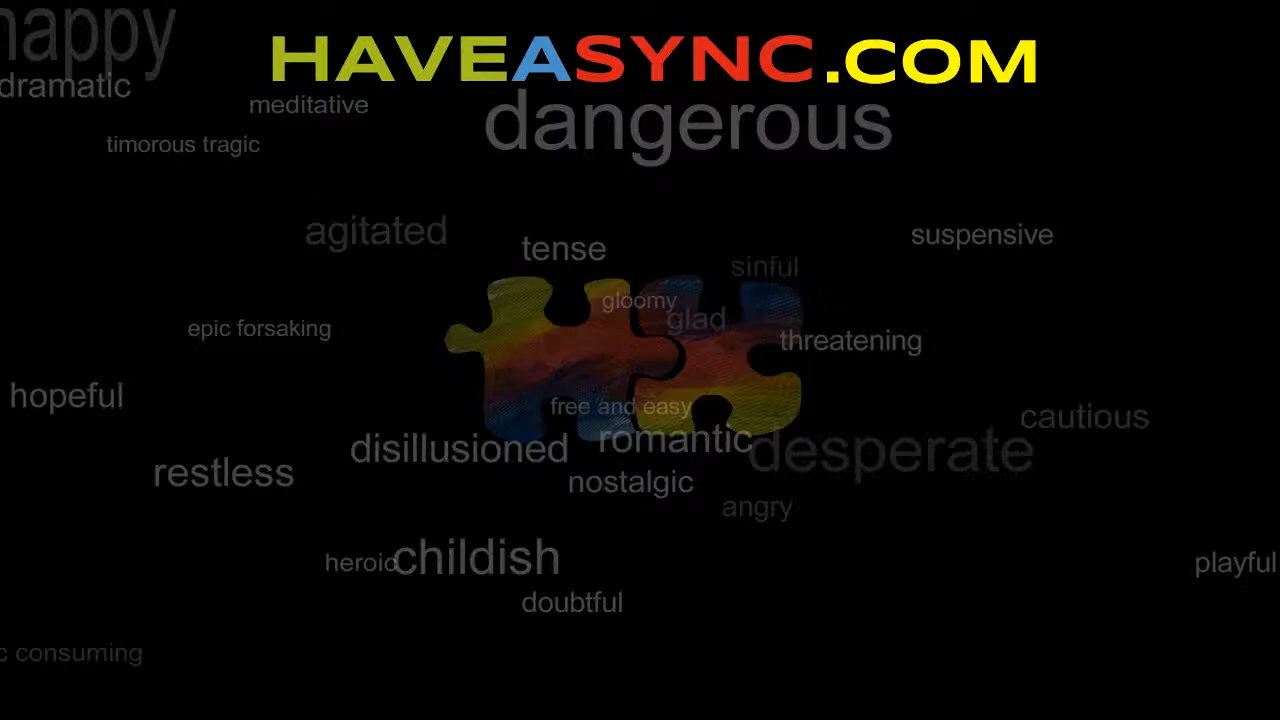 happy
HAVEASYNC.COM
dramatic
meditative
dangerous
timorous tragic
agitated
tense
suspensive
sinful
gloomy
glad
epic forsaking
threatening
hopeful
free and easy
cautious
disillusioned
romantic
desperate
restless
nostalgic
angry
heroic
childish
playful
doubtful
c consuming